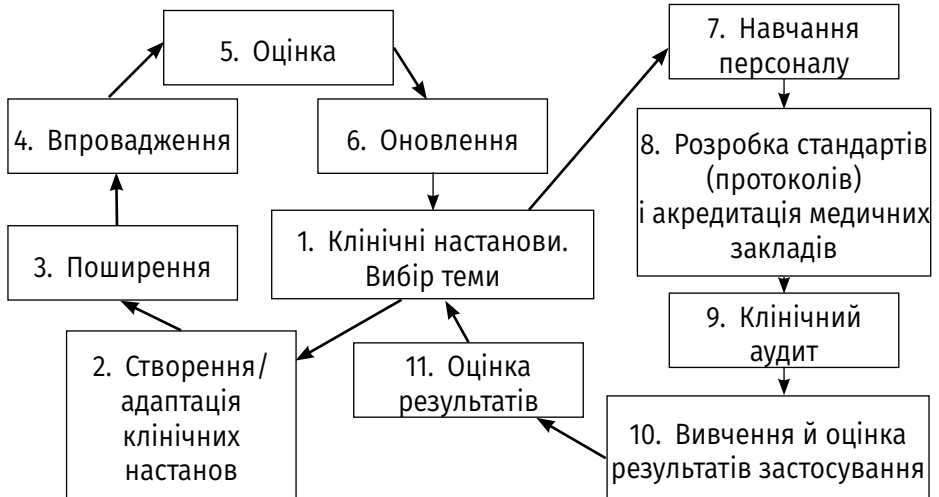 5. Оцінка
7. Навчання
персоналу
4. Впровадження
6. Оновлення
8. Розробка стандартів
(протоколів)
і акредитація медичних
закладів
1. Клінічні настанови.
Вибір теми
3. Поширення
9. Клінічний
аудит
2. Створення/
адаптація
клінічних
настанов
11. Оцінка
результатів
10. Вивчення й оцінка
результатів застосування